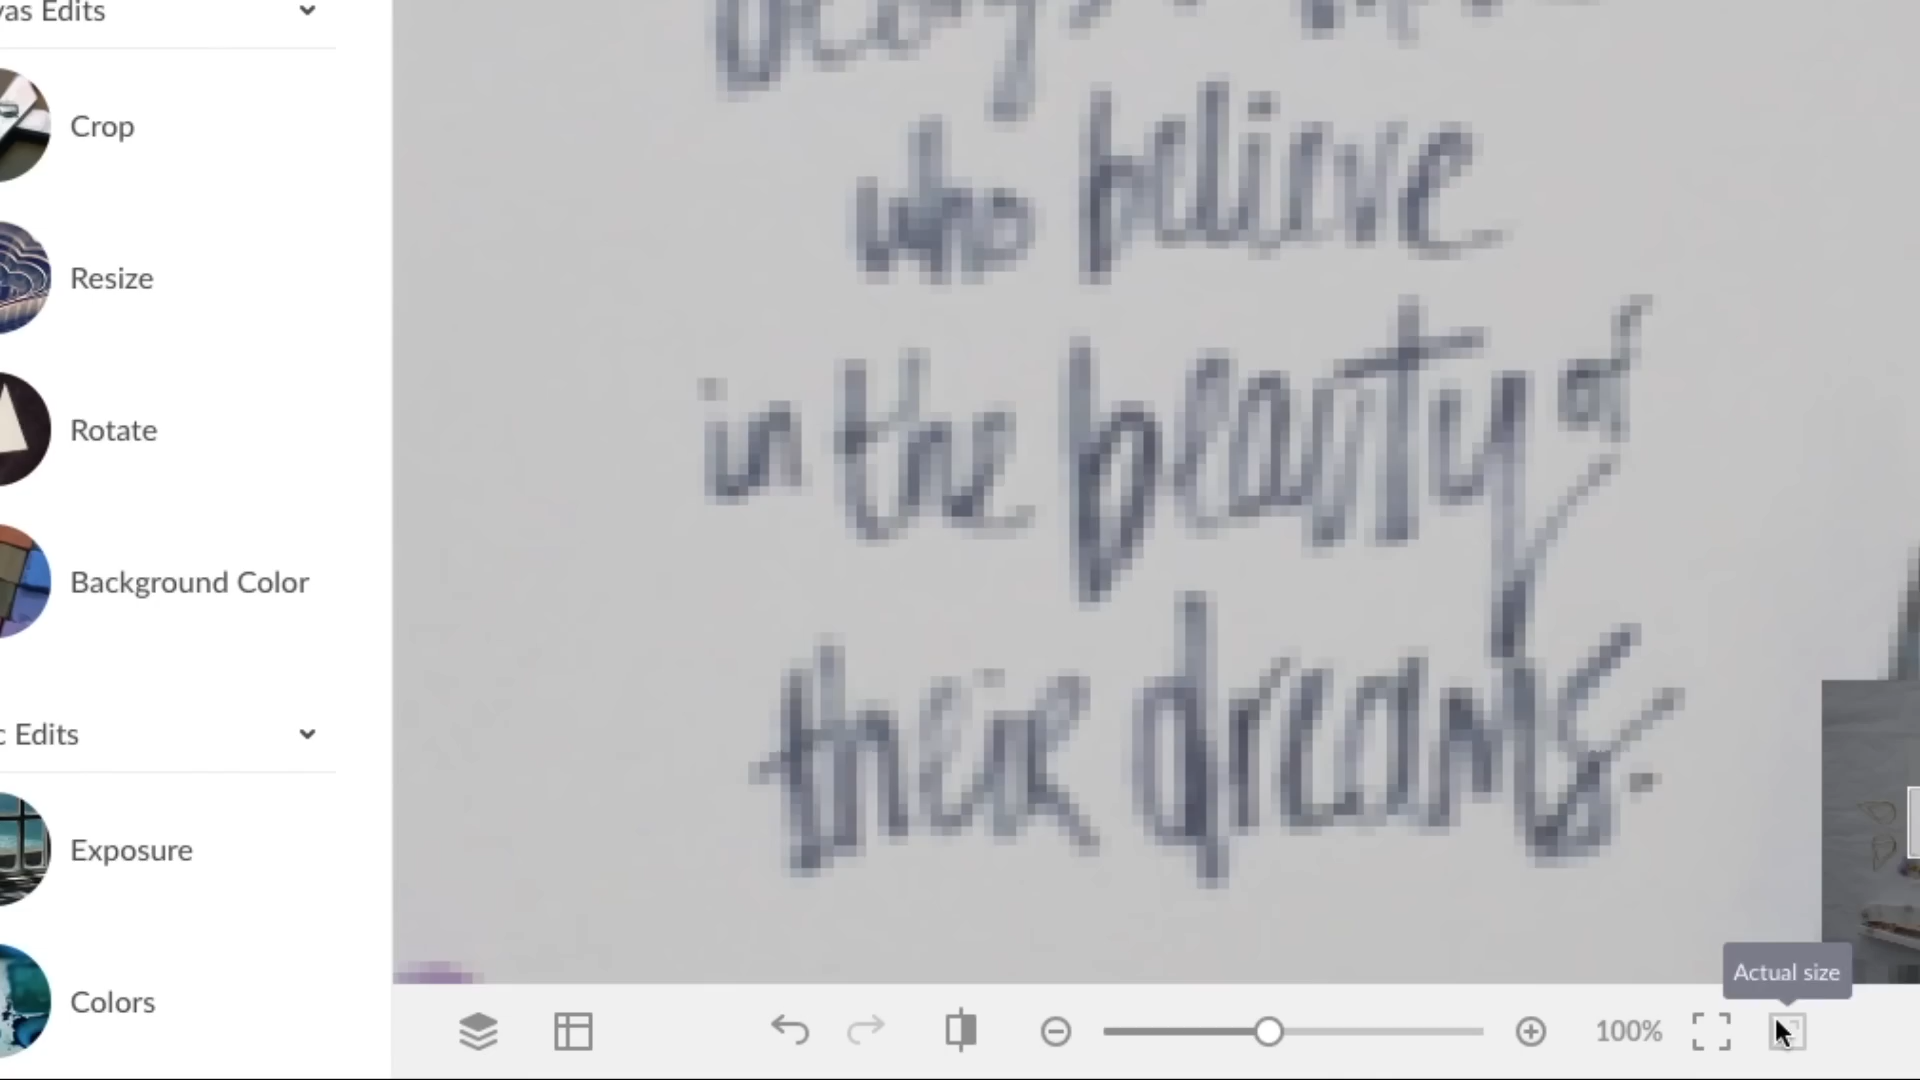 vas Edits
Crop
Resize
Rotate
Background Color
c Edits
Exposure
Colors
who believe
in the beauty of
their dreams.
Actual size
100%